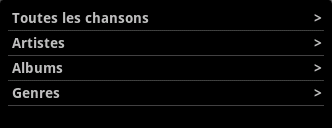 Toutes les chansons >
Artistes >
Albums >
Genres >